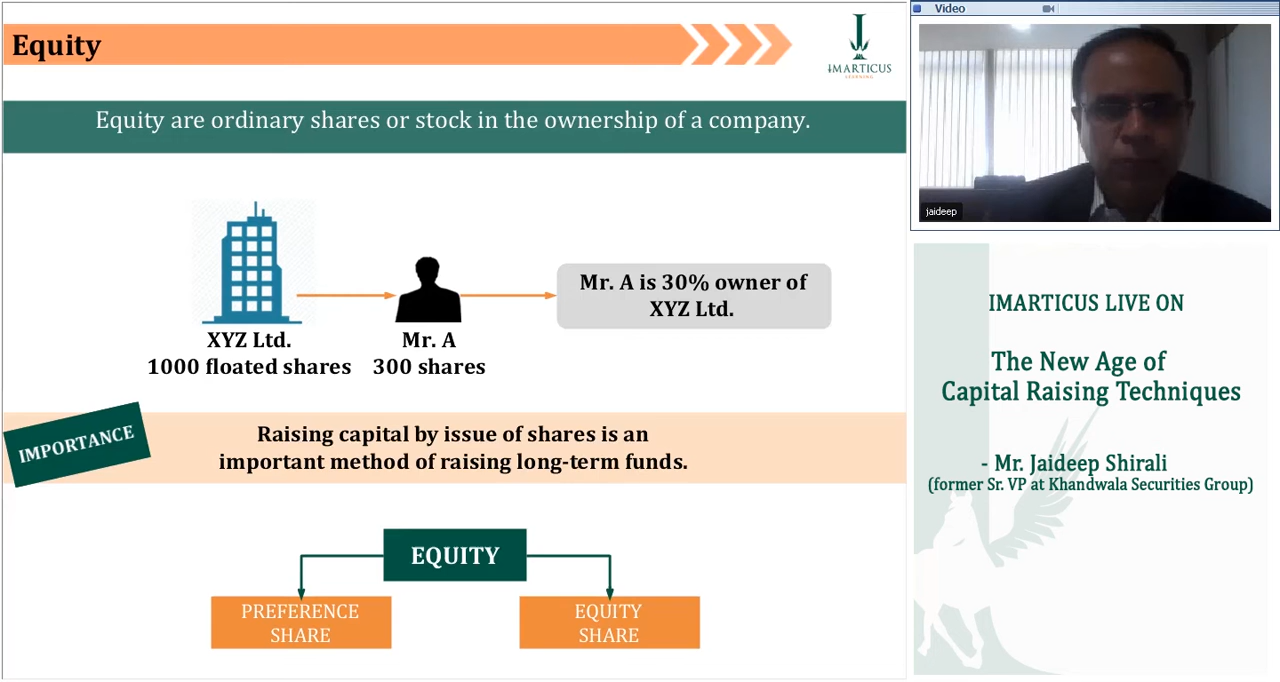 Equity
IMARTICUS
LEARNING
Equity are ordinary shares or stock in the ownership of a company.
Mr. A is 30% owner of
XYZ Ltd.
XYZ Ltd.
1000 floated shares
Mr. A
300 shares
IMPORTANCE
Raising capital by issue of shares is an
important method of raising long-term funds.
EQUITY
PREFERENCE
SHARE
EQUITY
SHARE
Video
jaideep
IMARTICUS LIVE ON
The New Age of
Capital Raising Techniques
- Mr. Jaideep Shirali
(former Sr. VP at Khandwala Securities Group)